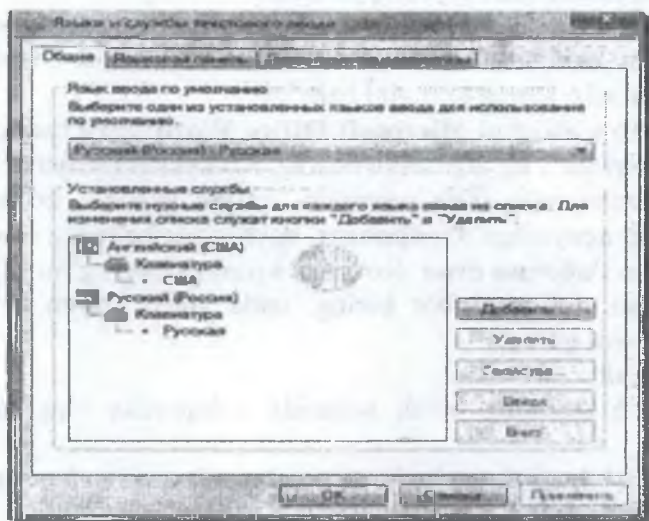 Языки и службы текстового ввода
Общие Языковая панель
Язык ввода по умолчанию
Выберите один из установленных языков ввода для использования
по умолчанию.
Русский (Россия) - Русская
Установленные службы
Выберите нужные службы для каждого языка ввода из списка. Для
изменения списка служат кнопки "Добавить" и "Удалить".
Английский (США)
Клавиатура
• США
Русский (Россия)
Клавиатура
• Русская
Добавить
Удалить
Свойства
Вверх
Вниз
ОК Отмена Применить